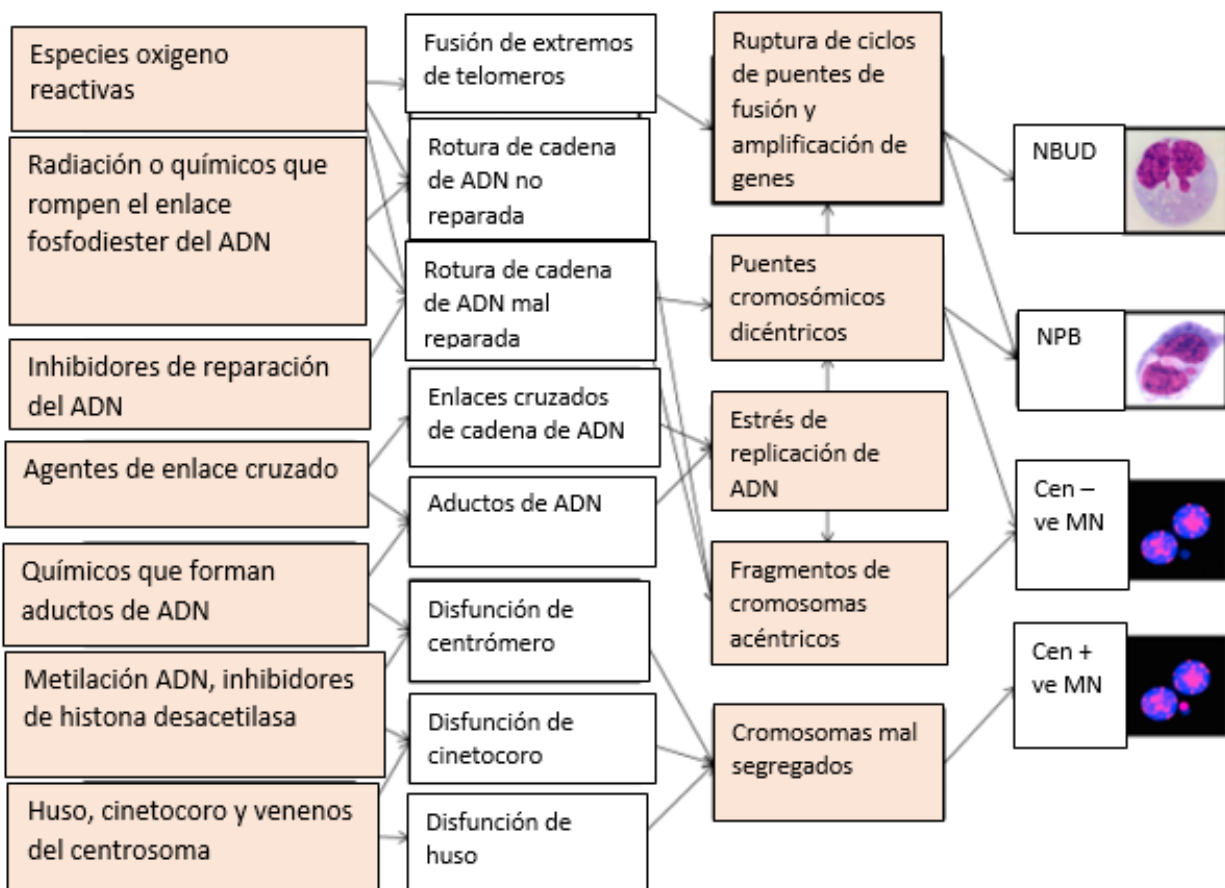 Especies oxigeno
reactivas
Radiación o químicos que
rompen el enlace
fosfodiester del ADN
Inhibidores de reparación
del ADN
Agentes de enlace cruzado
Químicos que forman
aductos de ADN
Metilación ADN, inhibidores
de histona desacetilasa
Huso, cinetocoro y venenos
del centrosoma
Fusión de extremos
de telomeros
Rotura de cadena
de ADN no
reparada
Rotura de cadena
de ADN mal
reparada
Enlaces cruzados
de cadena de ADN
Aductos de ADN
Disfunción de
centrómero
Disfunción de
cinetocoro
Disfunción de
huso
Ruptura de ciclos
de puentes de
fusión y
amplificación de
genes
Puentes
cromosómicos
dicéntricos
Estrés de
replicación de
ADN
Fragmentos de
cromosomas
acéntricos
Cromosomas mal
segregados
NBUD
NPB
Cen –
ve MN
Cen +
ve MN